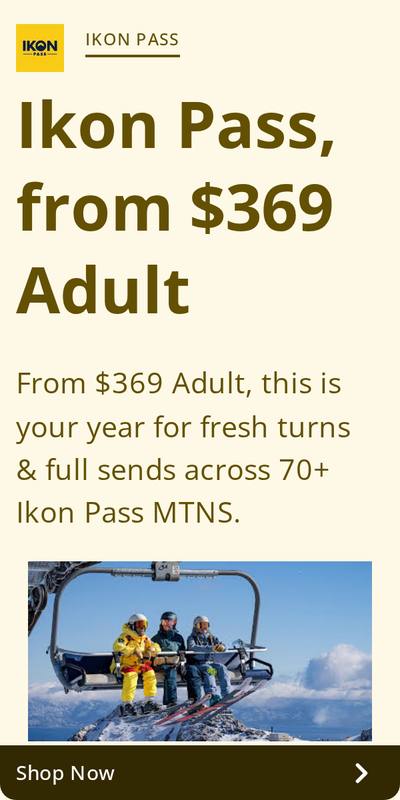 IKON
PASS
IKON PASS
Ikon Pass,
from $369
Adult
From $369 Adult, this is
your year for fresh turns
& full sends across 70+
Ikon Pass MTNS.
Shop Now